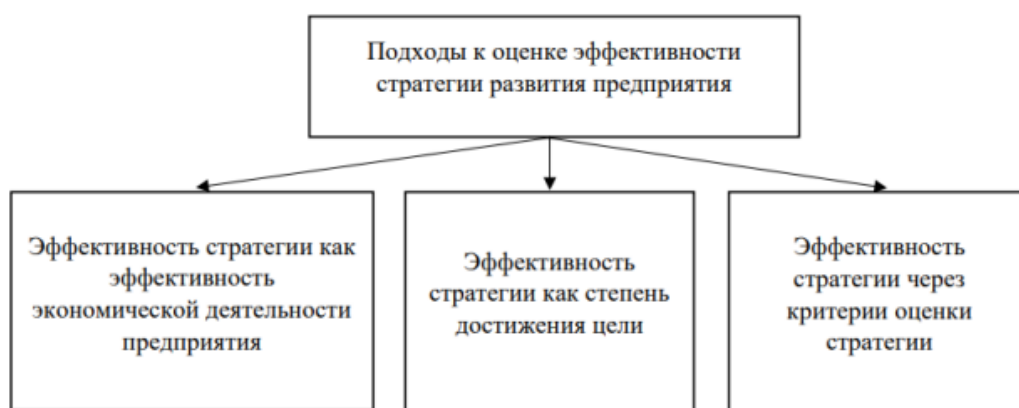 Подходы к оценке эффективности
стратегии развития предприятия
Эффективность стратегии как
эффективность
экономической деятельности
предприятия
Эффективность
стратегии как степень
достижения цели
Эффективность
стратегии через
критерии оценки
стратегии